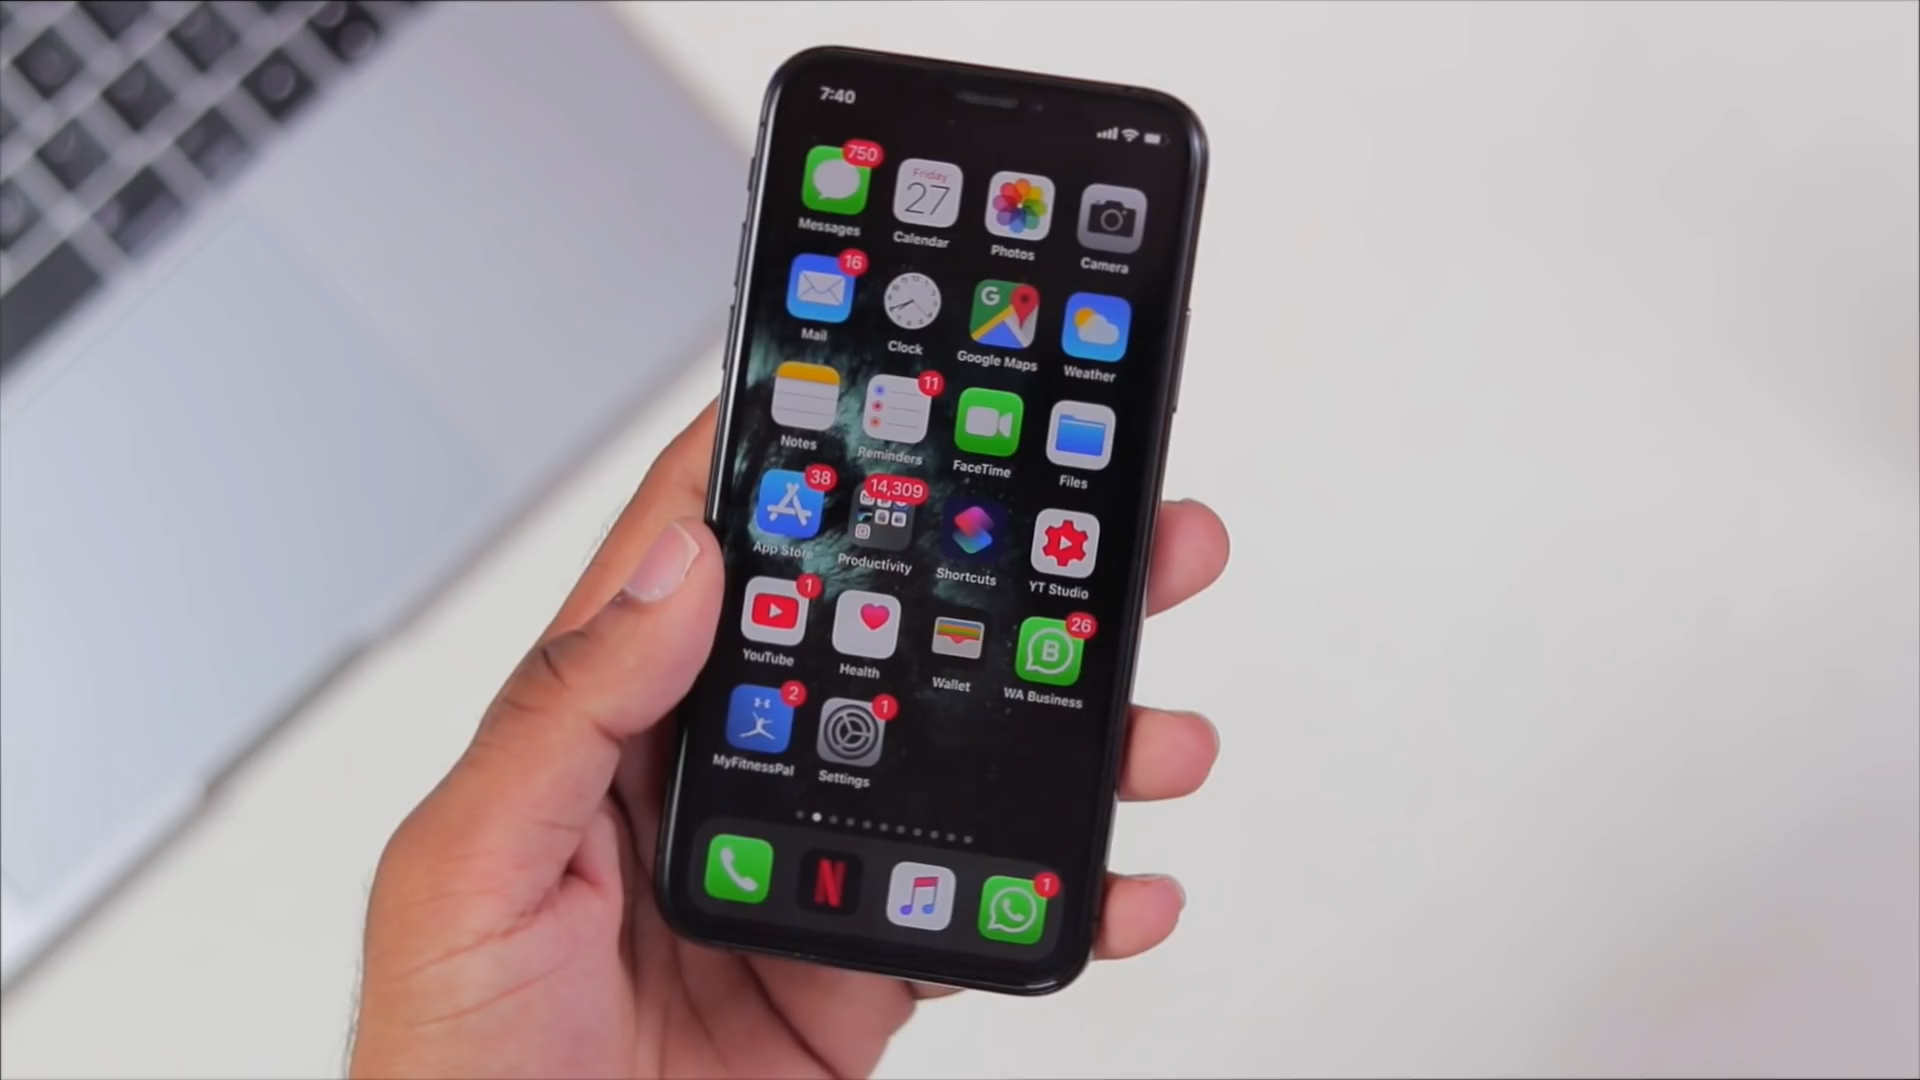 7:40
750
Friday
27
Messages
Calendar
Photos
Camera
16
G
Mail
Clock
Google Maps
Weather
11
Notes
Reminders
FaceTime
Files
38
14,309
App Store
Productivity
Shortcuts
YT Studio
1
26
B
YouTube
Health
Wallet
WA Business
2
1
MyFitnessPal
Settings
N
1